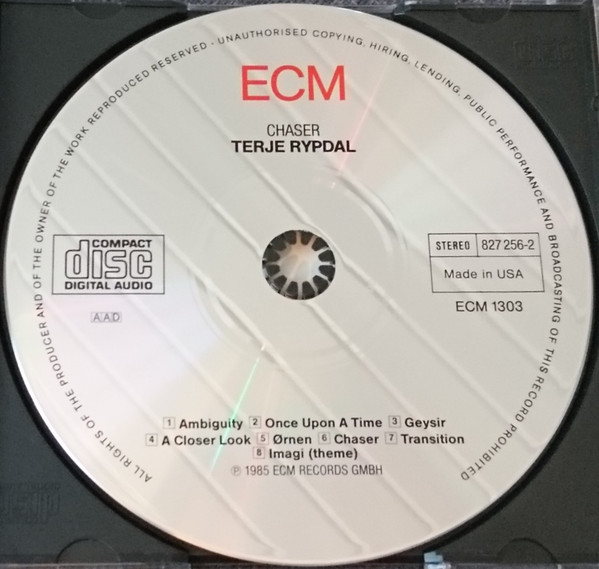 ALL RIGHTS OF THE PRODUCER AND OF THE OWNER OF THE WORK REPRODUCED RESERVED · UNAUTHORISED COPYING, HIRING, LENDING, PUBLIC PERFORMANCE AND BROADCASTING OF THIS RECORD PROHIBITED
ECM
CHASER
TERJE RYPDAL
COMPACT
disc
DIGITAL AUDIO
AAD
STEREO 827 256-2
Made in USA
ECM 1303
1 Ambiguity 2 Once Upon A Time 3 Geysir
4 A Closer Look 5 Ørnen 6 Chaser 7 Transition
8 Imagi (theme)
℗ 1985 ECM RECORDS GMBH